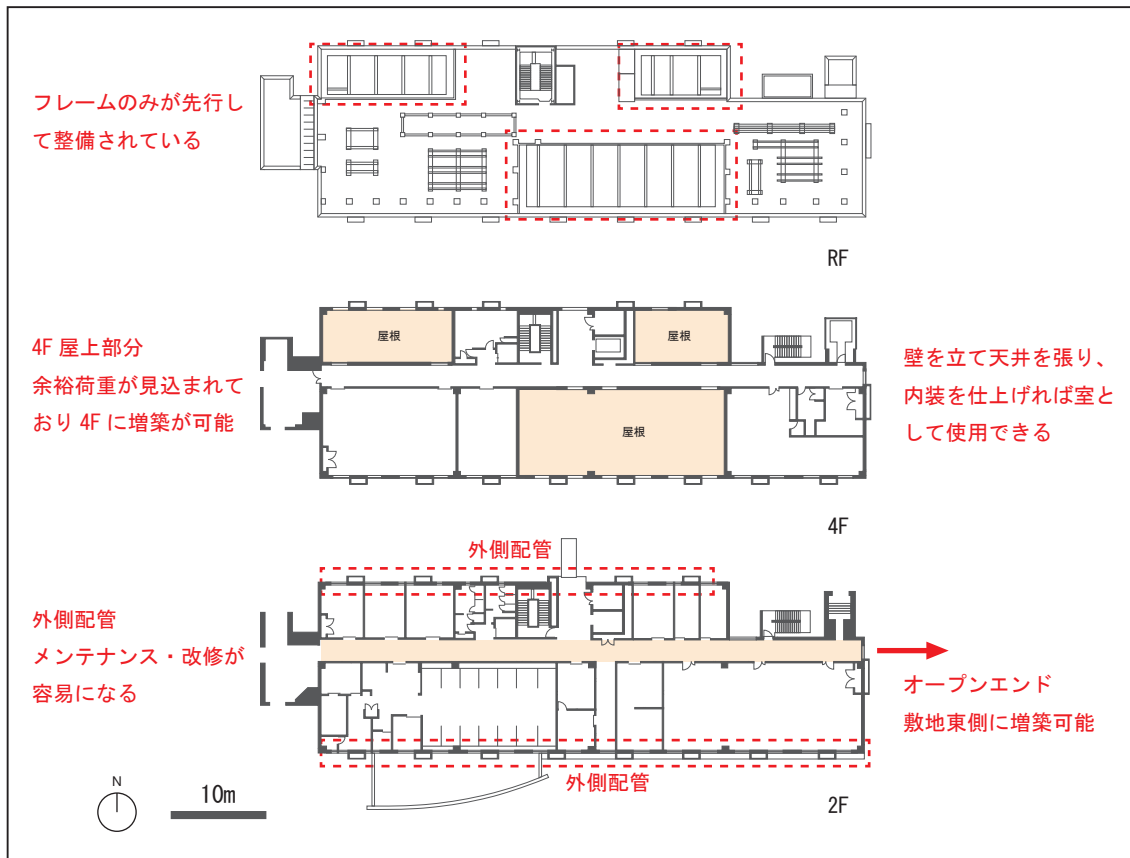 フレームのみが先行し
て整備されている
RF
4F 屋上部分
余裕荷重が見込まれて
おり 4F に増築が可能
屋根
屋根
屋根
壁を立て天井を張り、
内装を仕上げれば室と
して使用できる
4F
外側配管
外側配管
メンテナンス・改修が
容易になる
オープンエンド
敷地東側に増築可能
外側配管
N
10m
2F